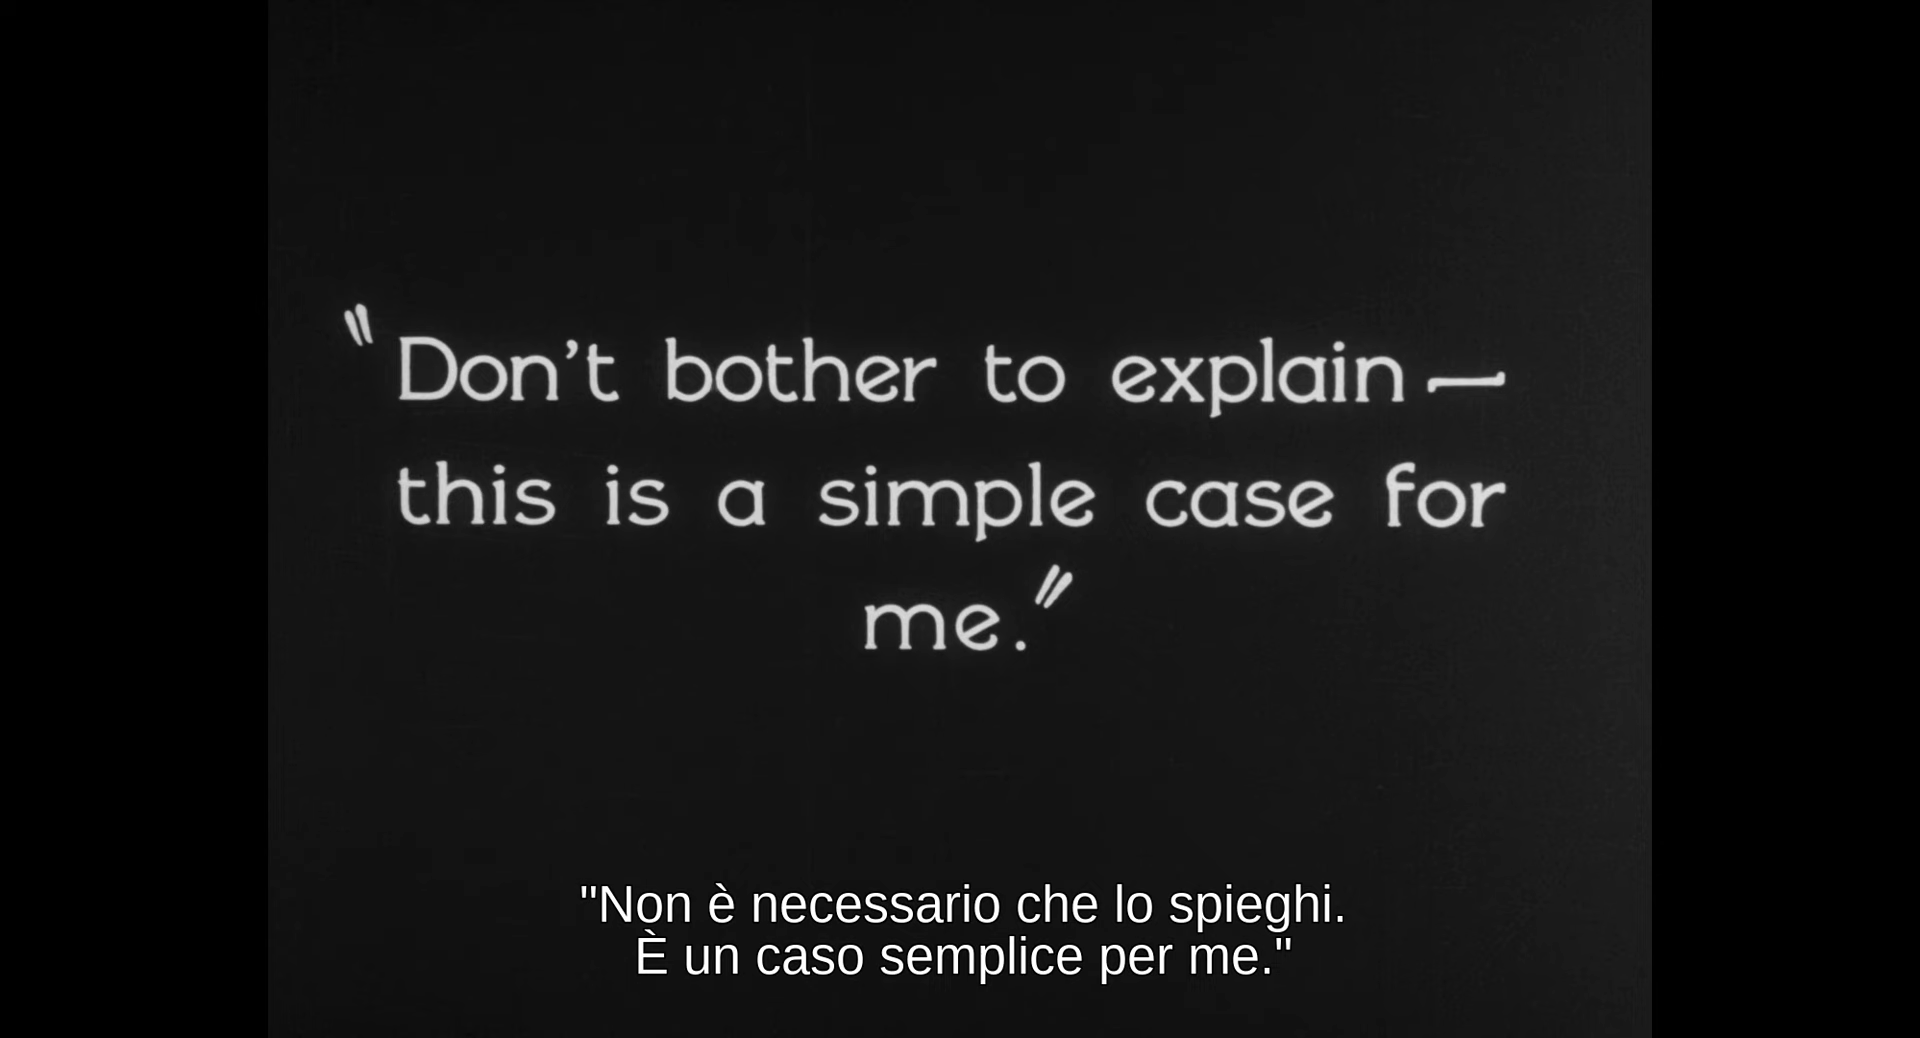 "Don't bother to explain —
this is a simple case for
me."
"Non è necessario che lo spieghi.
È un caso semplice per me."